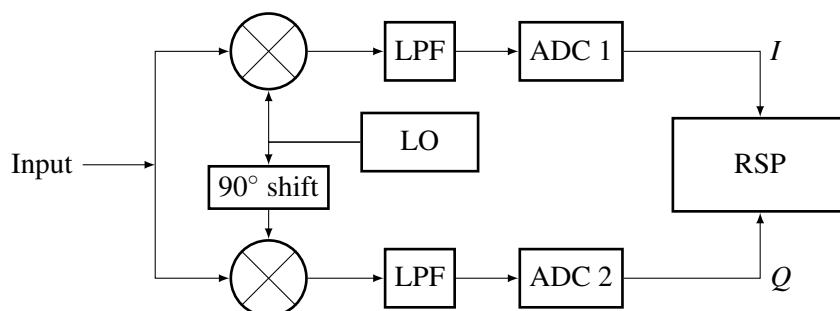 LPF
ADC 1
I
Input
LO
RSP
90° shift
LPF
ADC 2
Q